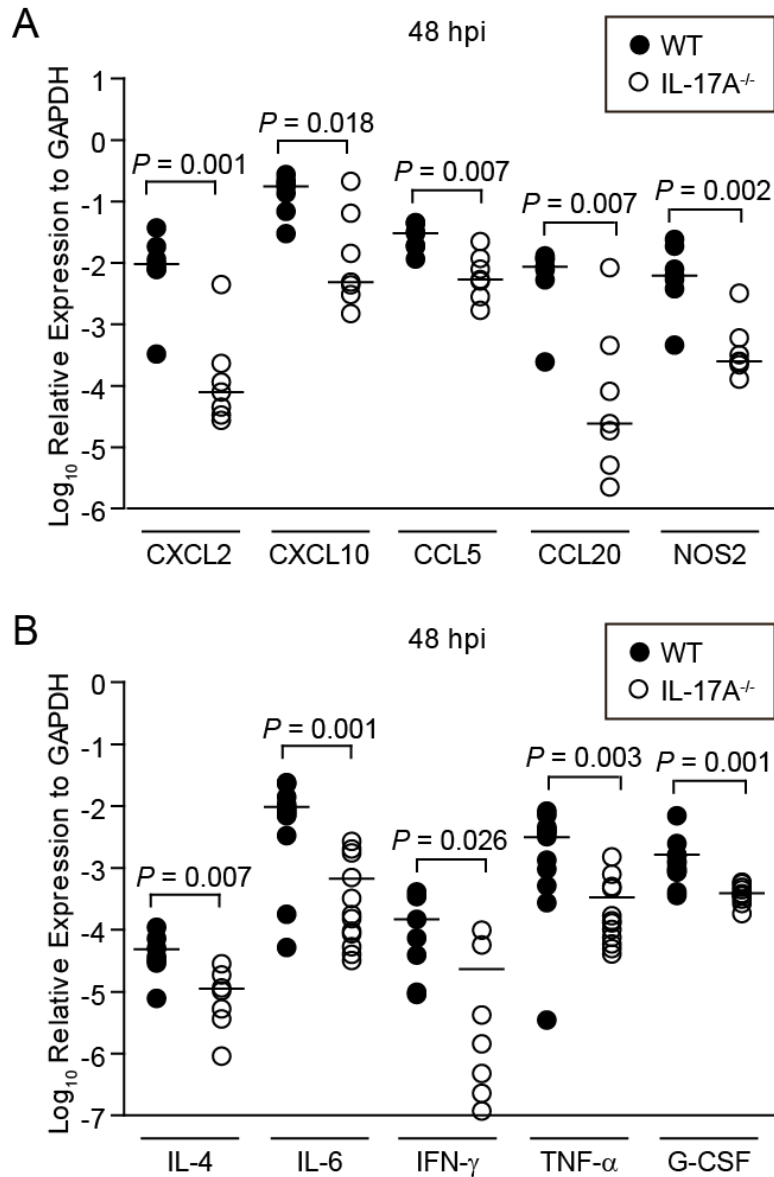 A
48 hpi
WT
IL-17A-/-
Log10 Relative Expression to GAPDH
1
0
-1
-2
-3
-4
-5
-6
P = 0.001
P = 0.018
P = 0.007
P = 0.007
P = 0.002
CXCL2 CXCL10 CCL5 CCL20 NOS2
B
48 hpi
WT
IL-17A-/-
Log10 Relative Expression to GAPDH
0
-1
-2
-3
-4
-5
-6
-7
P = 0.007
P = 0.001
P = 0.026
P = 0.003
P = 0.001
IL-4 IL-6 IFN-γ TNF-α G-CSF